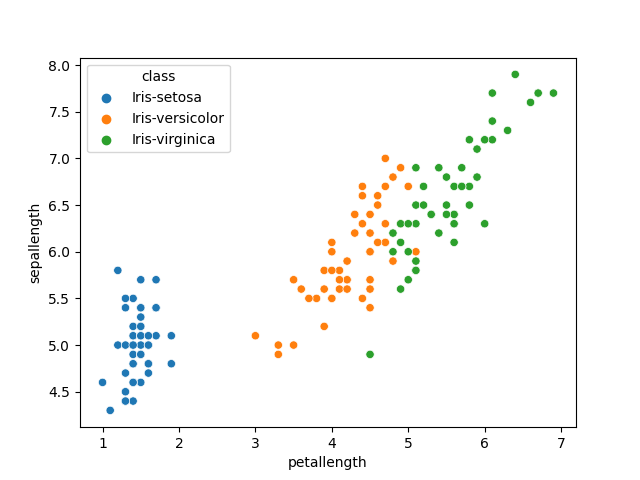 class
Iris-setosa
Iris-versicolor
Iris-virginica
8.0
7.5
7.0
6.5
6.0
5.5
5.0
4.5
sepallength
1 2 3 4 5 6 7
petallength